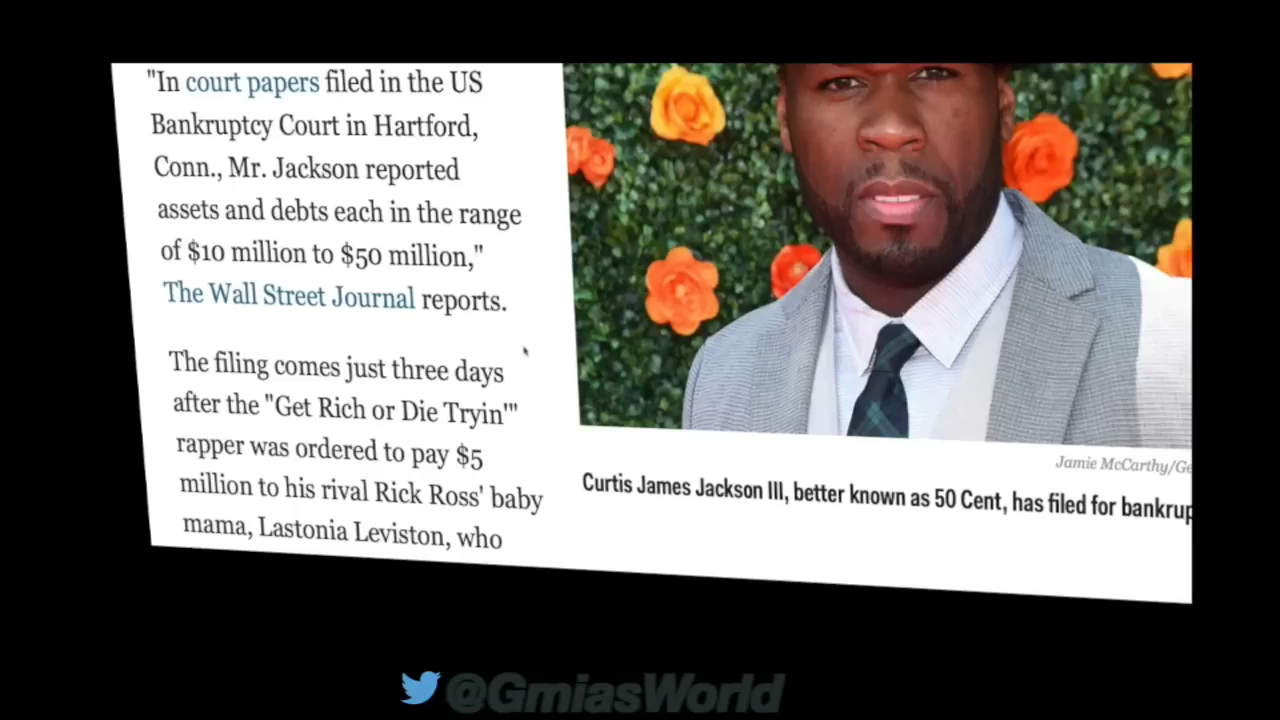 "In court papers filed in the US
Bankruptcy Court in Hartford,
Conn., Mr. Jackson reported
assets and debts each in the range
of $10 million to $50 million,"
The Wall Street Journal reports.
The filing comes just three days
after the "Get Rich or Die Tryin'"
rapper was ordered to pay $5
million to his rival Rick Ross' baby
mama, Lastonia Leviston, who
Jamie McCarthy/Ge
Curtis James Jackson III, better known as 50 Cent, has filed for bankrup
@GmiasWorld